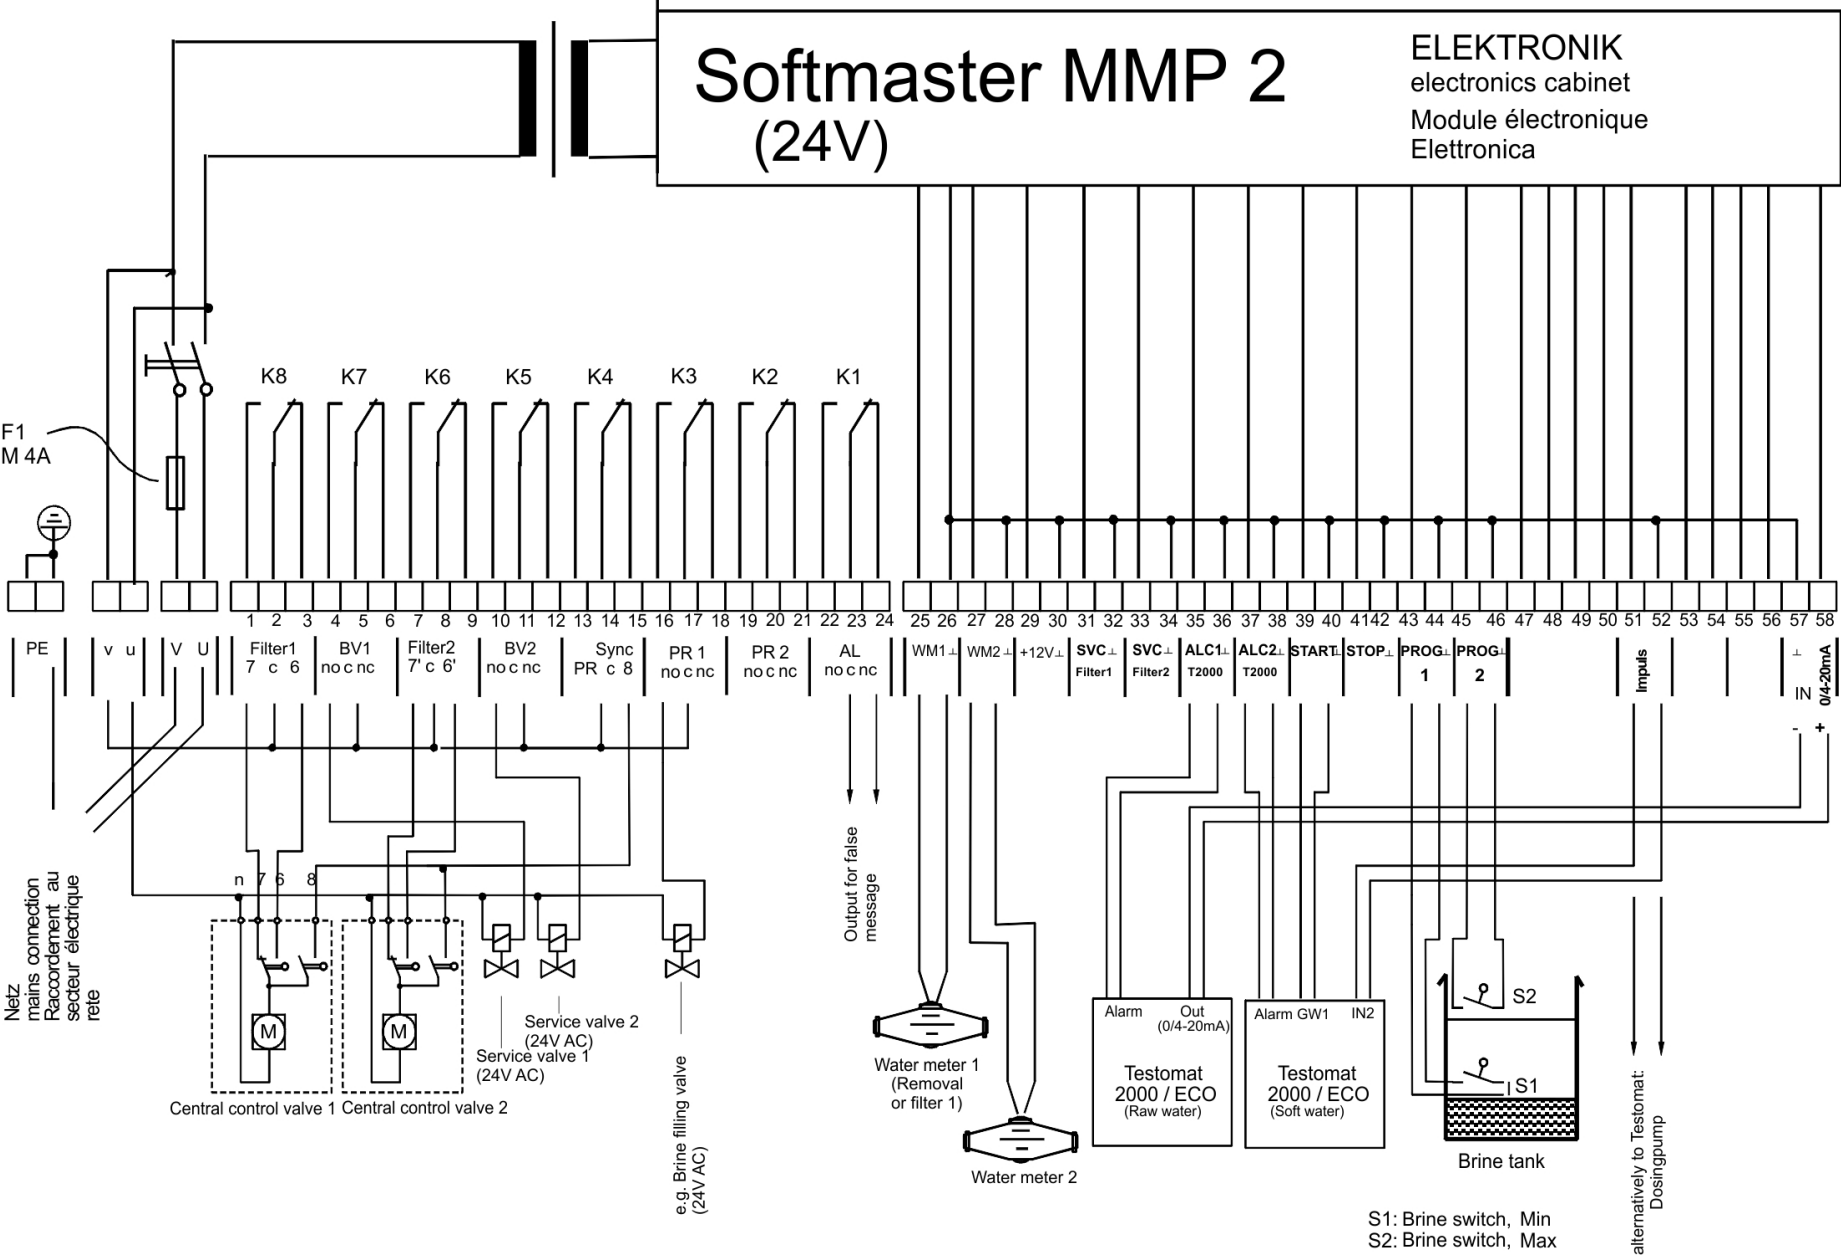 Softmaster MMP 2
(24V)
ELEKTRONIK
electronics cabinet
Module électronique
Elettronica
K8 K7 K6 K5 K4 K3 K2 K1
F1
M 4A
1 2 3 4 5 6 7 8 9 10 11 12 13 14 15 16 17 18 19 20 21 22 23 24 25 26 27 28 29 30 31 32 33 34 35 36 37 38 39 40 41 42 43 44 45 46 47 48 49 50 51 52 53 54 55 56 57 58
PE
v u
V U
Filter1
7 c 6
BV1
no c nc
Filter2
7' c 6'
BV2
no c nc
Sync
PR c 8
PR 1
no c nc
PR 2
no c nc
AL
no c nc
WM1 ⊥
WM2 ⊥
+12V ⊥
SVC ⊥
Filter1
SVC ⊥
Filter2
ALC1 ⊥
T2000
ALC2 ⊥
T2000
START ⊥
STOP ⊥
PROG ⊥
1
PROG ⊥
2
Impuls
⊥
IN
0/4-20mA
- +
Netz
mains connection
Raccordement au
secteur électrique
rete
n 7 6 8
M
M
Central control valve 1
Central control valve 2
Service valve 2
(24V AC)
Service valve 1
(24V AC)
e.g. Brine filling valve
(24V AC)
Output for false
message
Water meter 1
(Removal
or filter 1)
Water meter 2
Alarm
Out
(0/4-20mA)
Testomat
2000 / ECO
(Raw water)
Alarm GW1 IN2
Testomat
2000 / ECO
(Soft water)
S2
S1
Brine tank
S1: Brine switch, Min
S2: Brine switch, Max
alternatively to Testomat:
Dosingpump